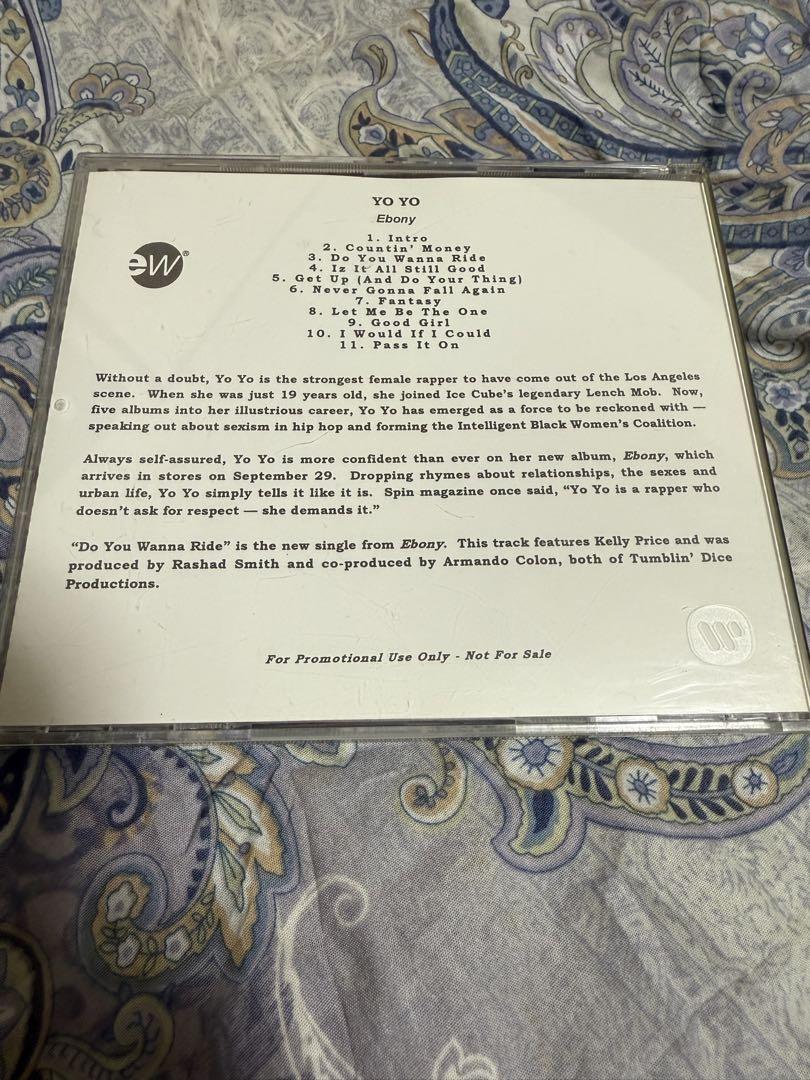 YO YO
Ebony
ew®
1. Intro
2. Countin' Money
3. Do You Wanna Ride
4. Iz It All Still Good
5. Get Up (And Do Your Thing)
6. Never Gonna Fall Again
7. Fantasy
8. Let Me Be The One
9. Good Girl
10. I Would If I Could
11. Pass It On
Without a doubt, Yo Yo is the strongest female rapper to have come out of the Los Angeles
scene. When she was just 19 years old, she joined Ice Cube's legendary Lench Mob. Now,
five albums into her illustrious career, Yo Yo has emerged as a force to be reckoned with —
speaking out about sexism in hip hop and forming the Intelligent Black Women's Coalition.
Always self-assured, Yo Yo is more confident than ever on her new album, Ebony, which
arrives in stores on September 29. Dropping rhymes about relationships, the sexes and
urban life, Yo Yo simply tells it like it is. Spin magazine once said, "Yo Yo is a rapper who
doesn't ask for respect — she demands it."
"Do You Wanna Ride" is the new single from Ebony. This track features Kelly Price and was
produced by Rashad Smith and co-produced by Armando Colon, both of Tumblin' Dice
Productions.
For Promotional Use Only - Not For Sale